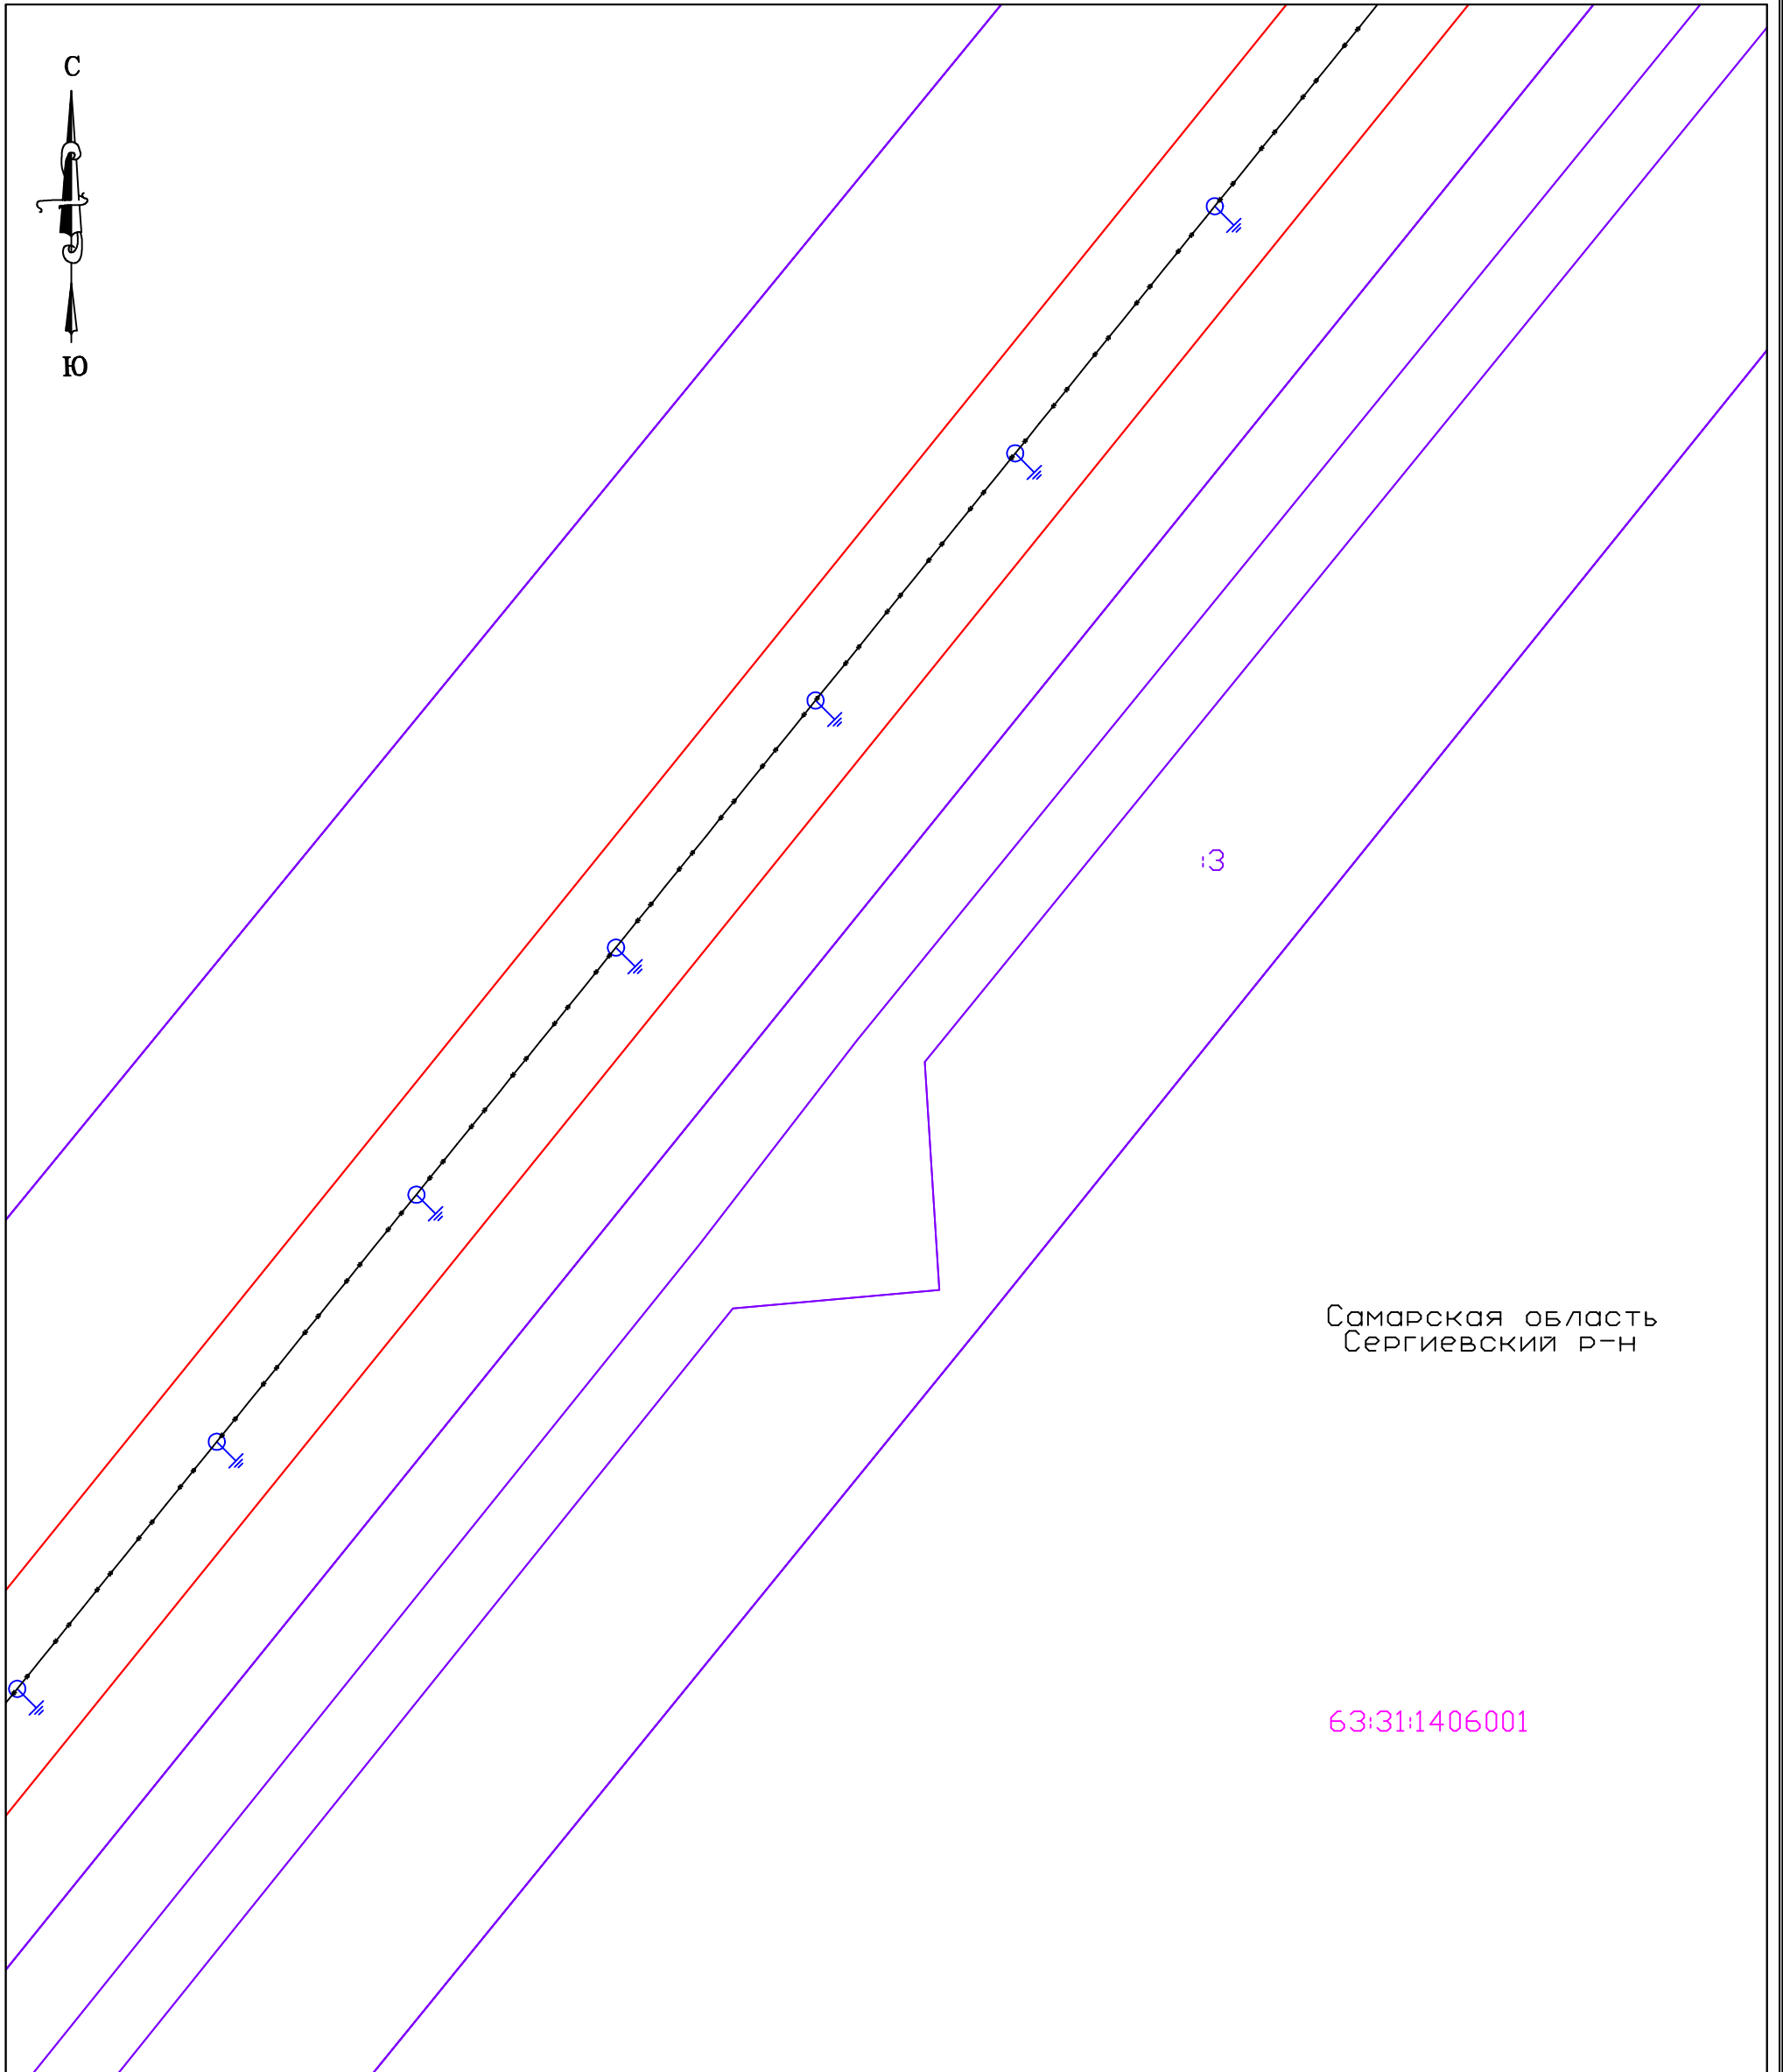 С
Ю
:3
Самарская область
Сергиевский р-н
63:31:1406001